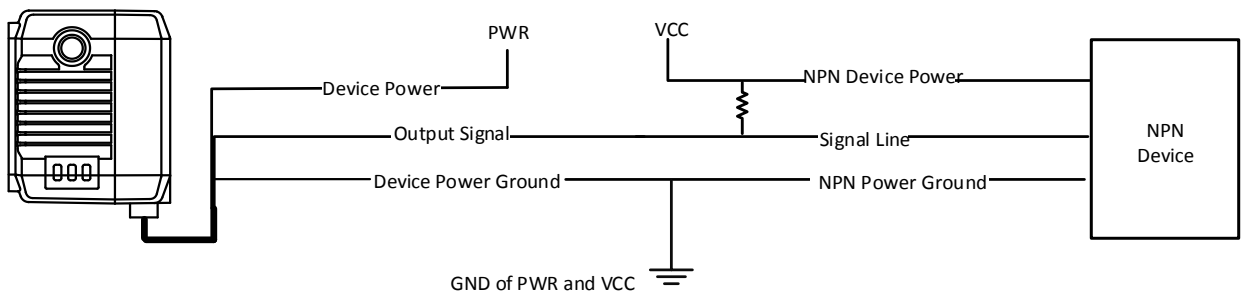 PWR
VCC
Device Power
NPN Device Power
Output Signal
Signal Line
NPN
Device
Device Power Ground
NPN Power Ground
GND of PWR and VCC